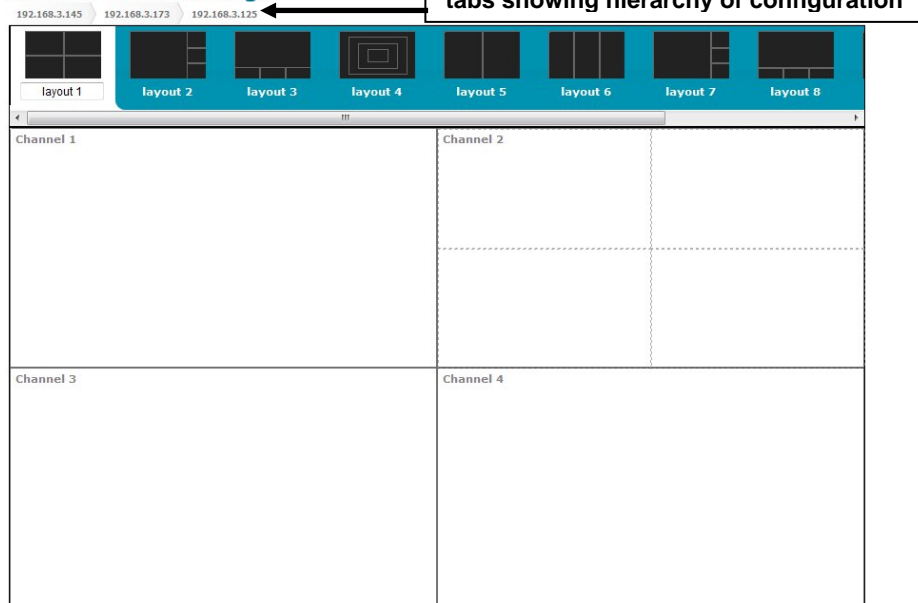 tabs showing hierarchy of configuration
192.168.3.145 192.168.3.173 192.168.3.125
layout 1 layout 2 layout 3 layout 4 layout 5 layout 6 layout 7 layout 8
Channel 1 Channel 2
Channel 3 Channel 4